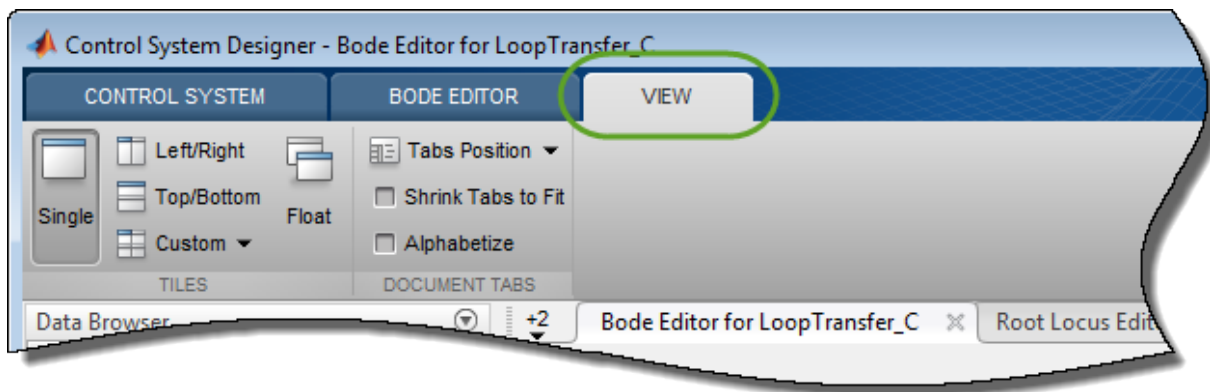 Control System Designer - Bode Editor for LoopTransfer_C
CONTROL SYSTEM BODE EDITOR VIEW
Left/Right Tabs Position
Top/Bottom Shrink Tabs to Fit
Single Float
Custom Alphabetize
TILES DOCUMENT TABS
Data Browser +2 Bode Editor for LoopTransfer_C Root Locus Edit